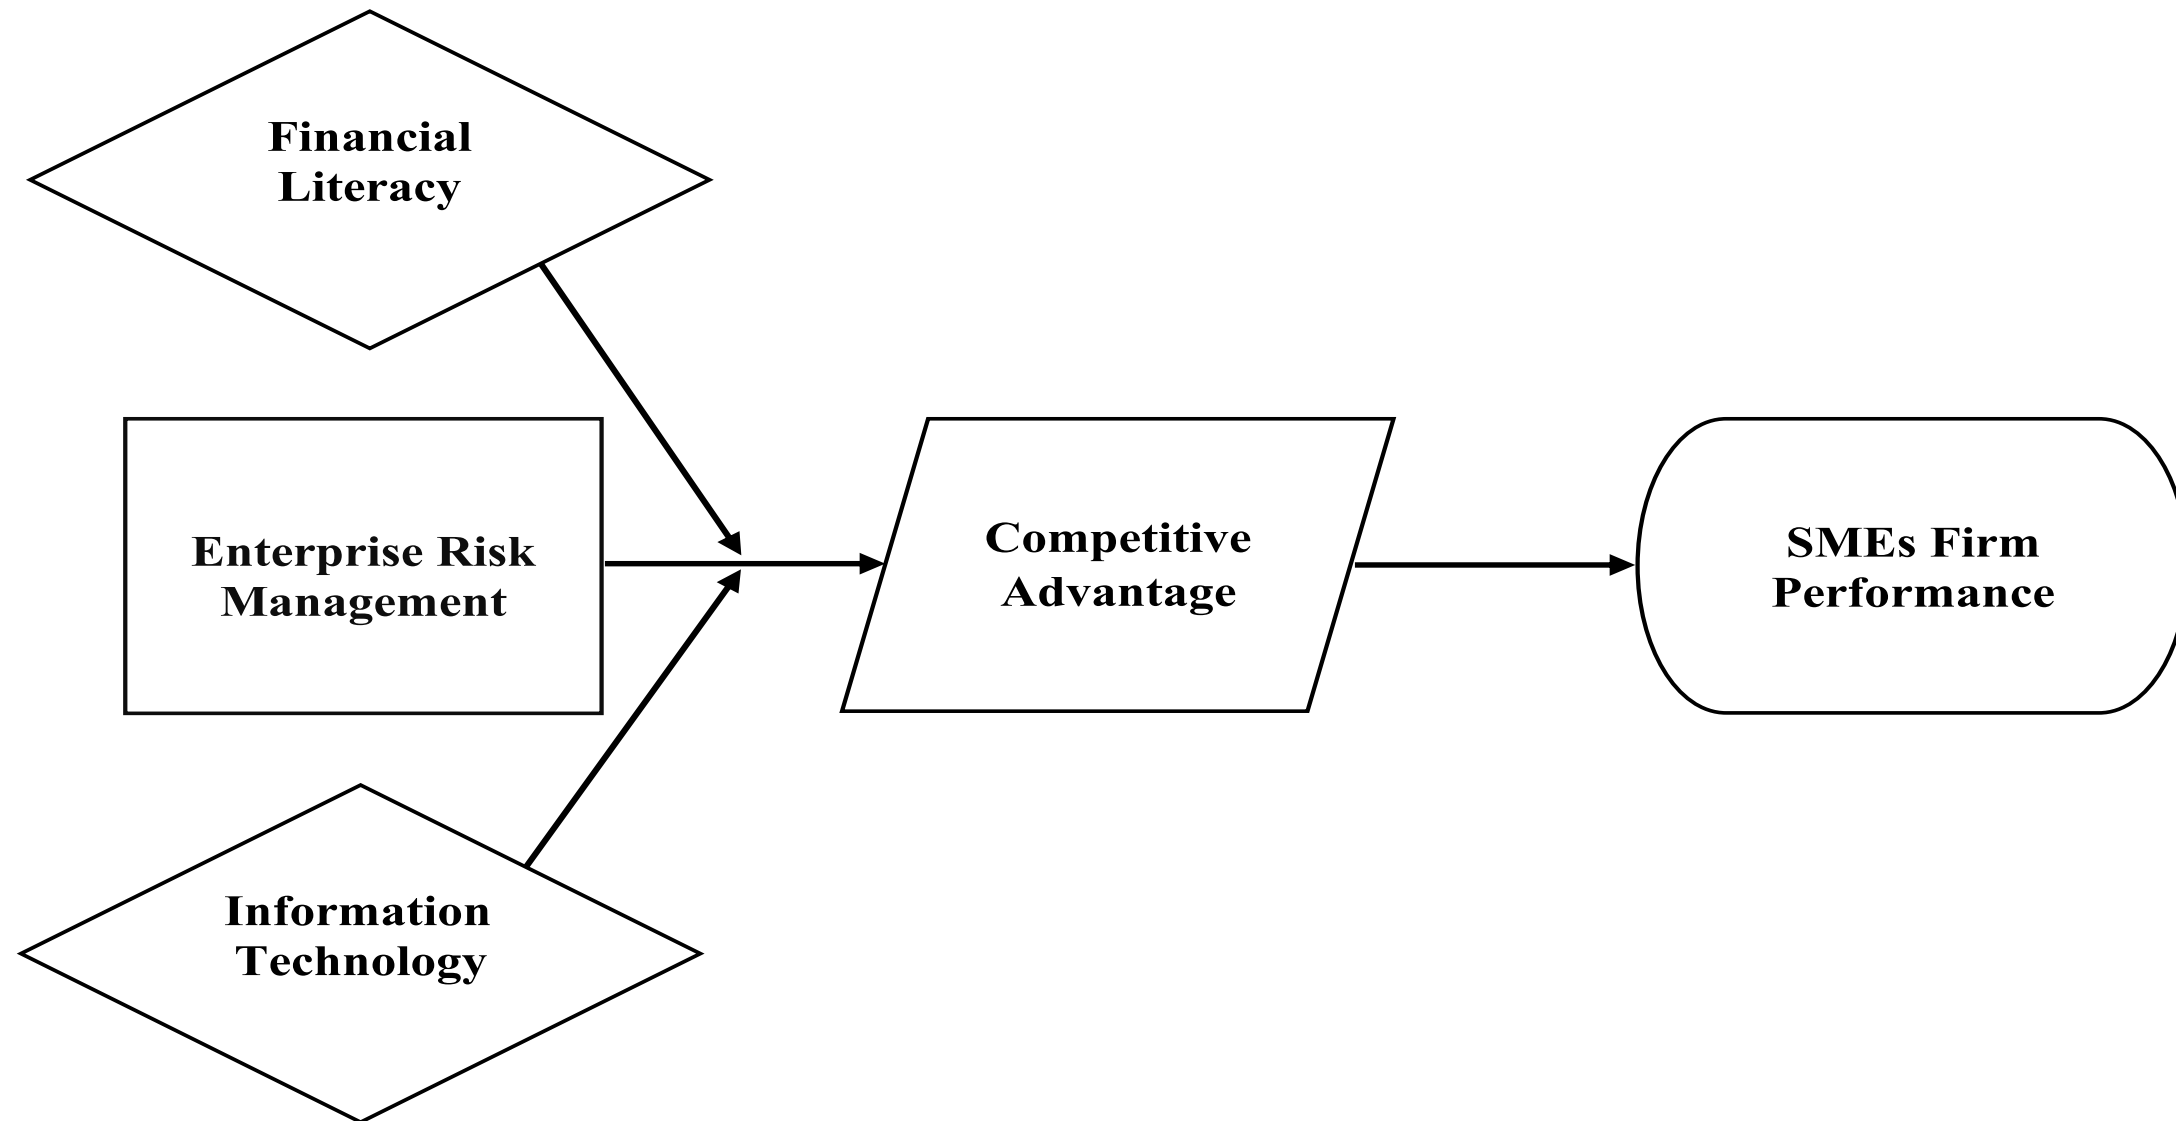 Financial
Literacy
Enterprise Risk
Management
Competitive
Advantage
SMEs Firm
Performance
Information
Technology